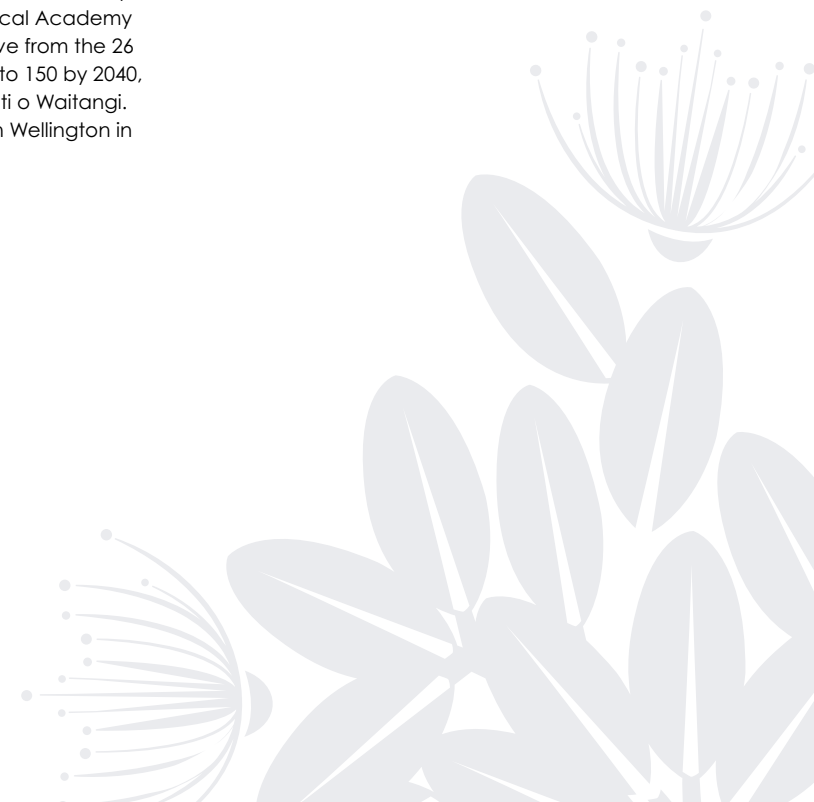 cal Academy
ve from the 26
to 150 by 2040,
ti o Waitangi.
Wellington in